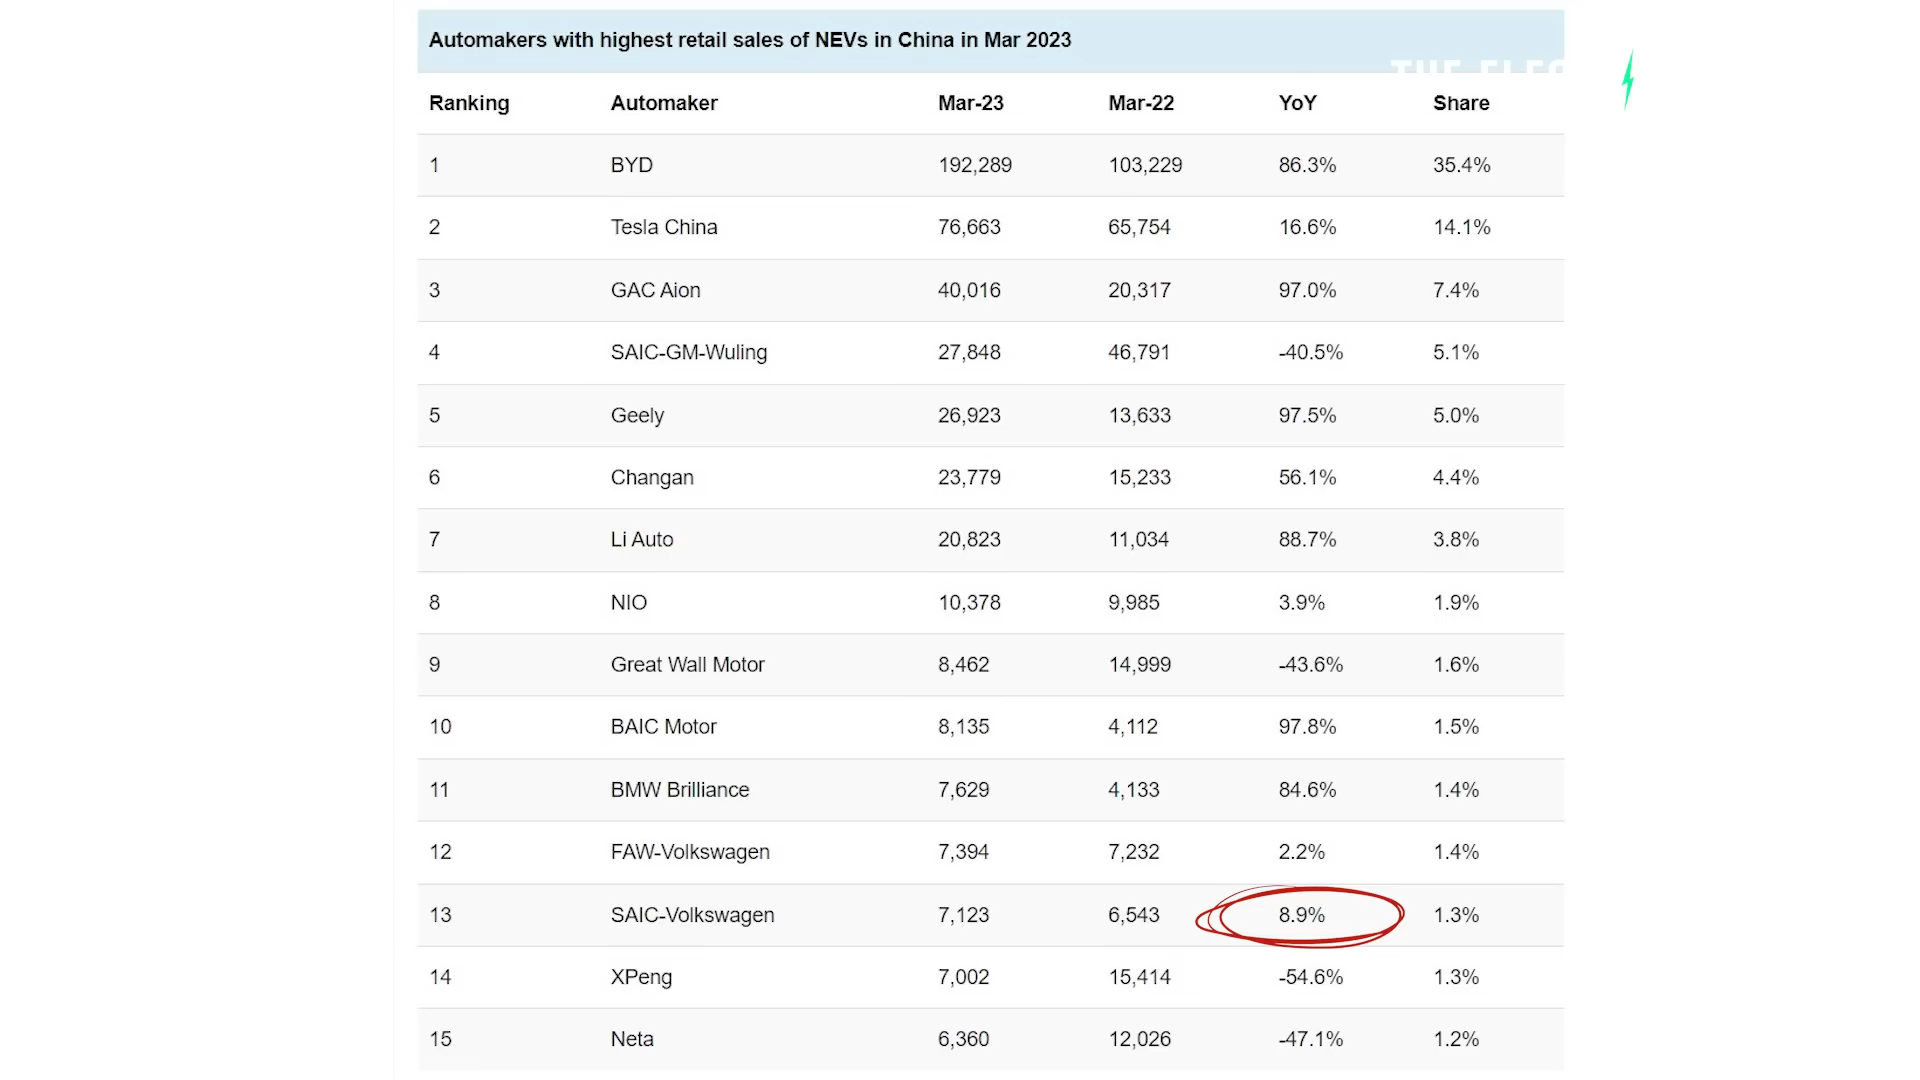 Automakers with highest retail sales of NEVs in China in Mar 2023
THE ELEC
Ranking Automaker Mar-23 Mar-22 YoY Share
1 BYD 192,289 103,229 86.3% 35.4%
2 Tesla China 76,663 65,754 16.6% 14.1%
3 GAC Aion 40,016 20,317 97.0% 7.4%
4 SAIC-GM-Wuling 27,848 46,791 -40.5% 5.1%
5 Geely 26,923 13,633 97.5% 5.0%
6 Changan 23,779 15,233 56.1% 4.4%
7 Li Auto 20,823 11,034 88.7% 3.8%
8 NIO 10,378 9,985 3.9% 1.9%
9 Great Wall Motor 8,462 14,999 -43.6% 1.6%
10 BAIC Motor 8,135 4,112 97.8% 1.5%
11 BMW Brilliance 7,629 4,133 84.6% 1.4%
12 FAW-Volkswagen 7,394 7,232 2.2% 1.4%
13 SAIC-Volkswagen 7,123 6,543 8.9% 1.3%
14 XPeng 7,002 15,414 -54.6% 1.3%
15 Neta 6,360 12,026 -47.1% 1.2%